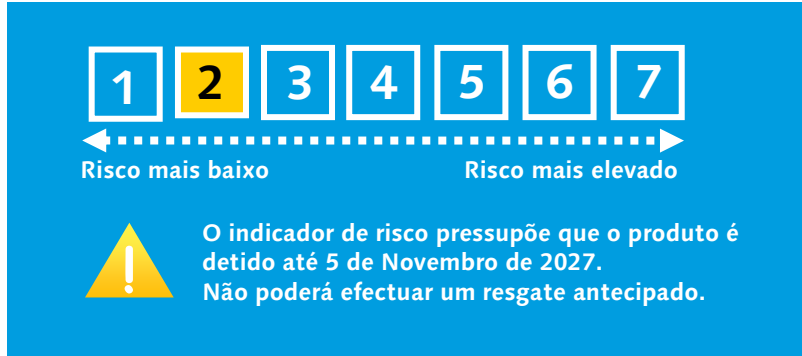 1 2 3 4 5 6 7
Risco mais baixo Risco mais elevado
O indicador de risco pressupõe que o produto é
detido até 5 de Novembro de 2027.
Não poderá efectuar um resgate antecipado.